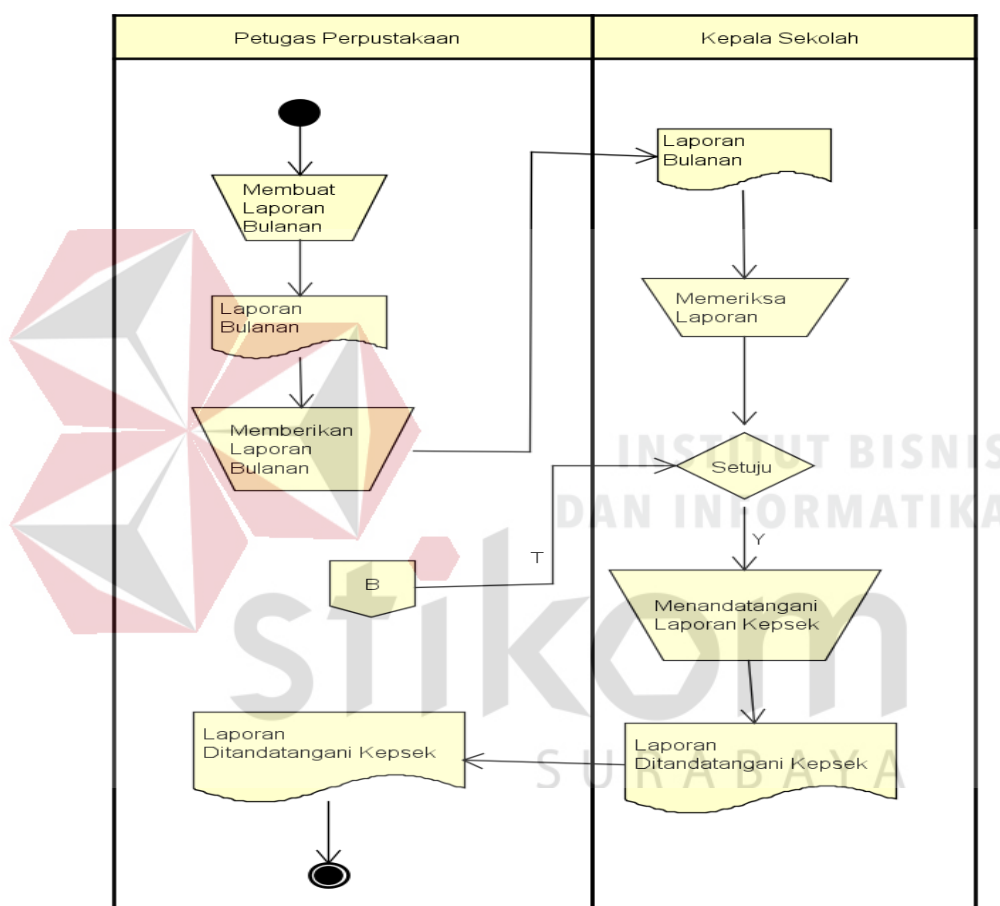 Petugas Perpustakaan
Kepala Sekolah
Membuat
Laporan
Bulanan
Laporan
Bulanan
Memberikan
Laporan
Bulanan
Laporan
Bulanan
Memeriksa
Laporan
Setuju
T
Y
B
Menandatangani
Laporan Kepsek
Laporan
Ditandatangani Kepsek
Laporan
Ditandatangani Kepsek
INSTITUT BISNIS
DAN INFORMATIKA
stikom
SURABAYA